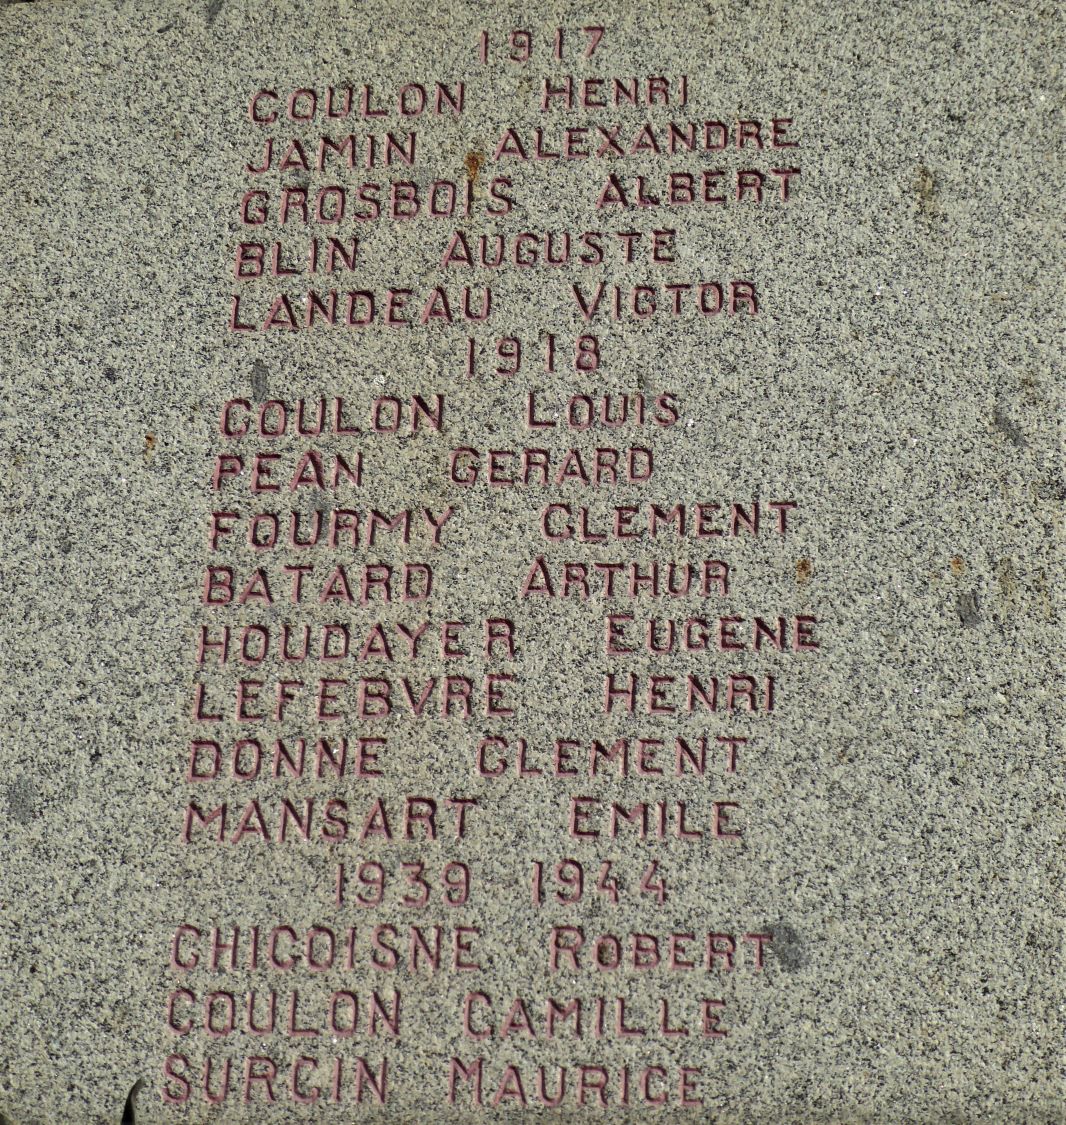 1917
COULON HENRI
JAMIN ALEXANDRE
GROSBOIS ALBERT
BLIN AUGUSTE
LANDEAU VICTOR
1918
COULON LOUIS
PEAN GERARD
FOURMY CLEMENT
BATARD ARTHUR
HOUDAYER EUGENE
LEFEBVRE HENRI
DONNE CLEMENT
MANSART EMILE
1939 1944
CHICOISNE ROBERT
COULON CAMILLE
SURCIN MAURICE